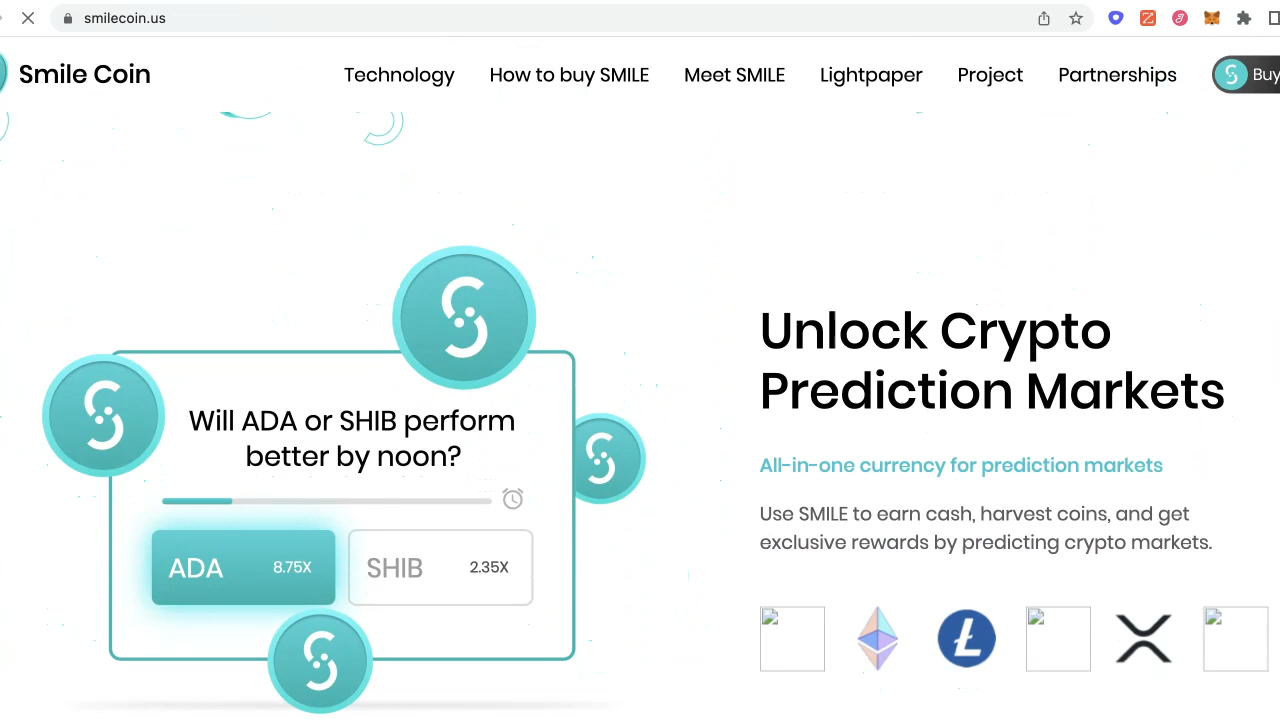 smilecoin.us
Smile Coin
Technology
How to buy SMILE
Meet SMILE
Lightpaper
Project
Partnerships
Buy
Will ADA or SHIB perform
better by noon?
ADA 8.75X
SHIB 2.35X
Unlock Crypto
Prediction Markets
All-in-one currency for prediction markets
Use SMILE to earn cash, harvest coins, and get
exclusive rewards by predicting crypto markets.